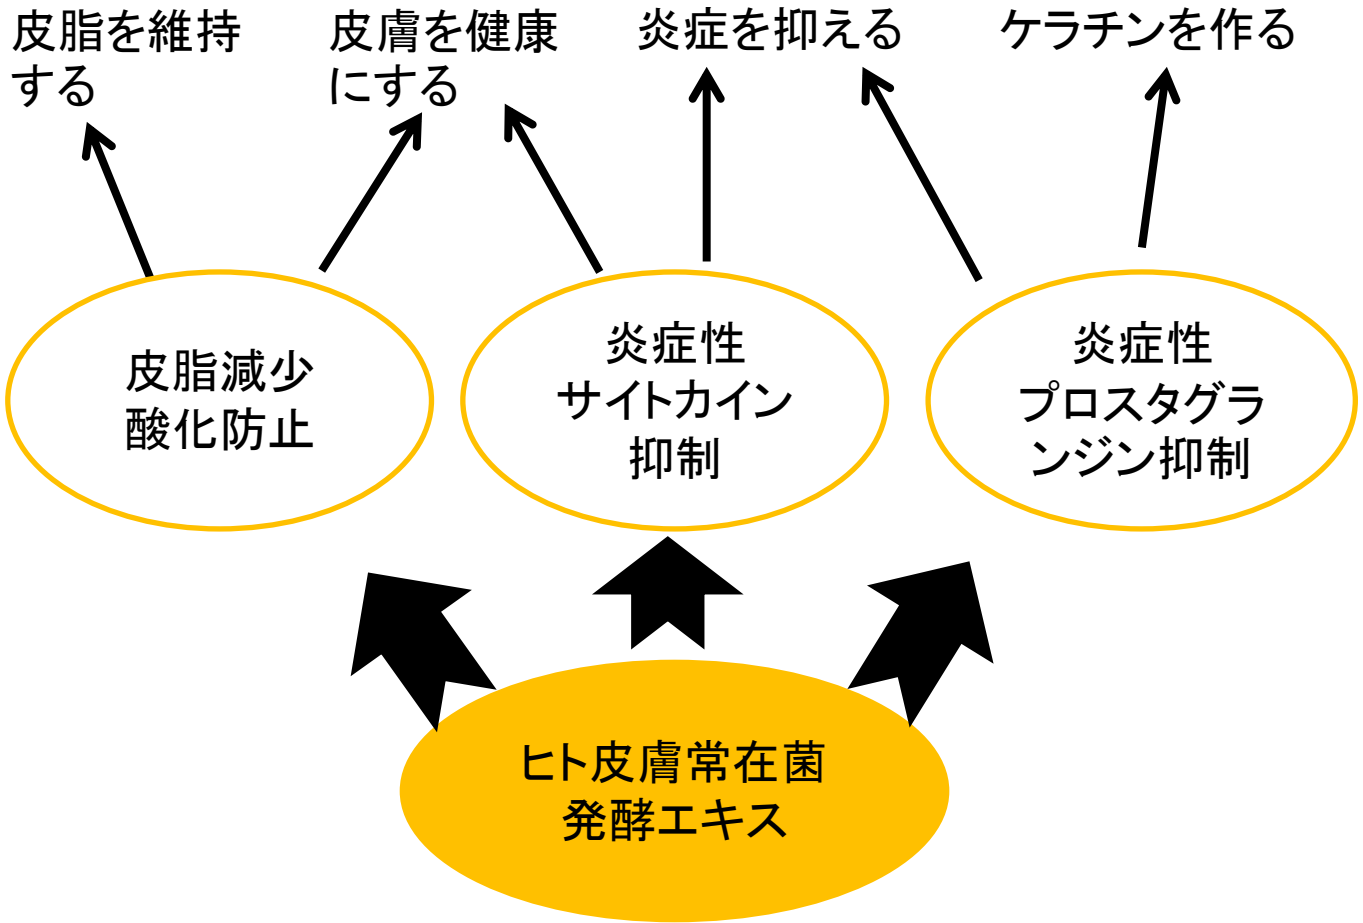 皮脂を維持
する
皮膚を健康
にする
炎症を抑える
ケラチンを作る
皮脂減少
酸化防止
炎症性
サイトカイン
抑制
炎症性
プロスタグラ
ンジン抑制
ヒト皮膚常在菌
発酵エキス